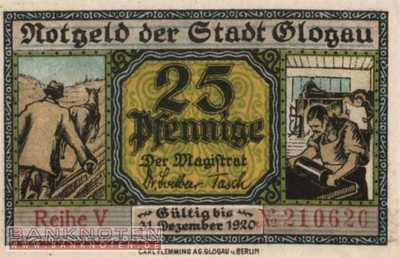 Notgeld der Stadt Glogau
25
Pfennige
Der Magistrat
Reihe V
Gültig bis
31. Dezember 1920
№ 210620
BANKNOTEN
CARL FLEMMING AG. GLOGAU u. BERLIN